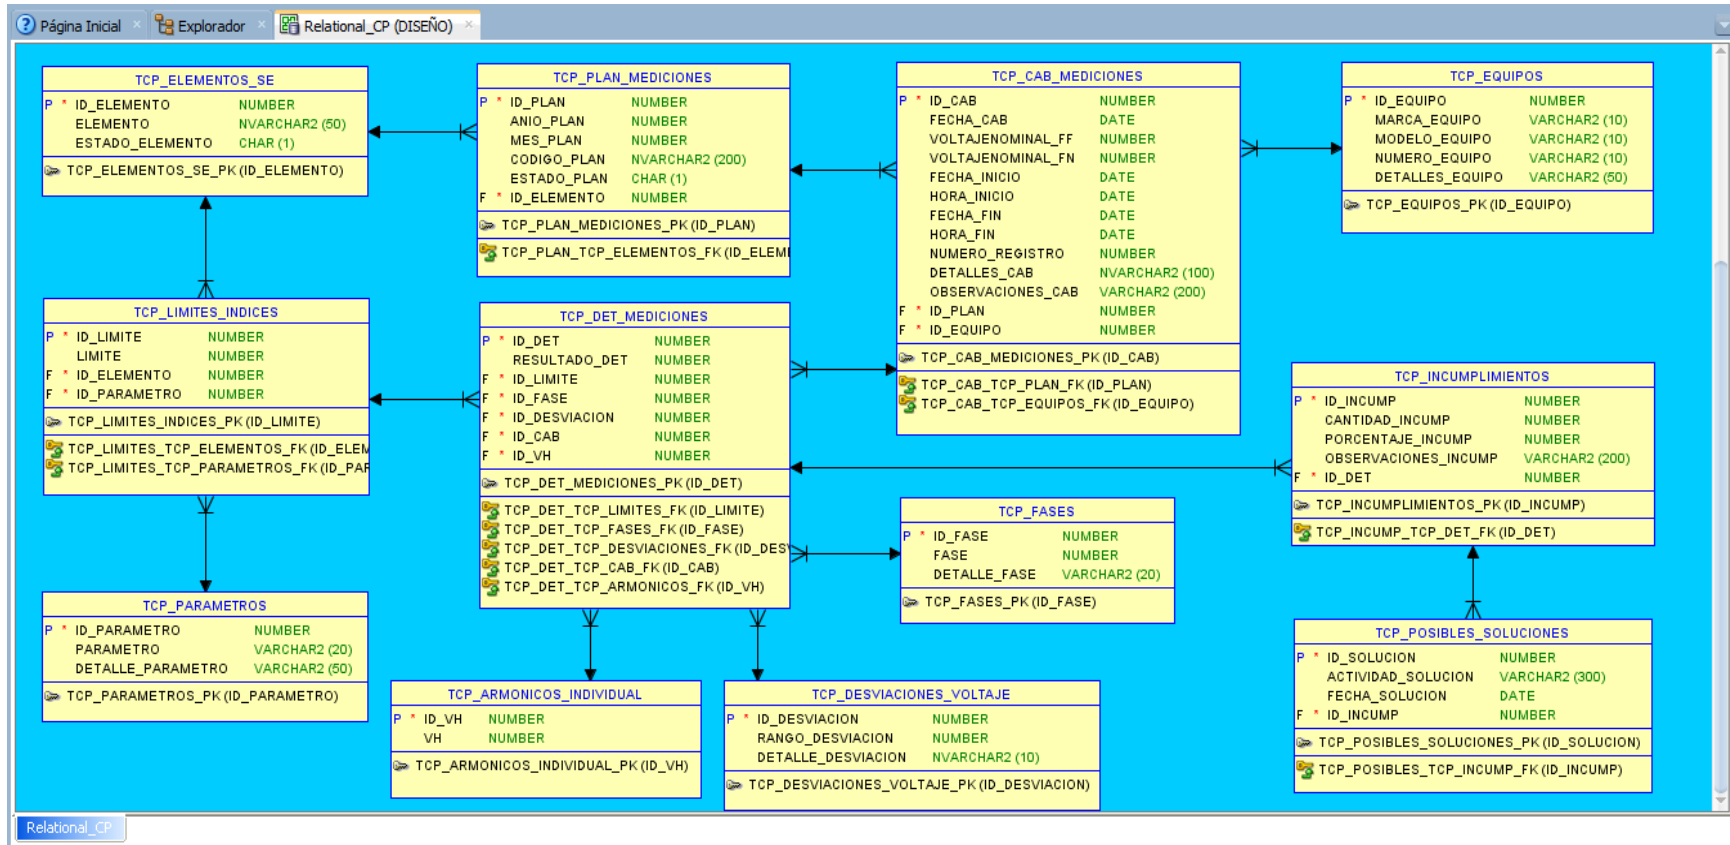 Página Inicial
Explorador
Relational_CP (DISEÑO)
TCP_ELEMENTOS_SE
P * ID_ELEMENTO NUMBER
ELEMENTO NVARCHAR2 (50)
ESTADO_ELEMENTO CHAR (1)
TCP_ELEMENTOS_SE_PK (ID_ELEMENTO)
TCP_PLAN_MEDICIONES
P * ID_PLAN NUMBER
ANIO_PLAN NUMBER
MES_PLAN NUMBER
CODIGO_PLAN NVARCHAR2 (200)
ESTADO_PLAN CHAR (1)
F * ID_ELEMENTO NUMBER
TCP_PLAN_MEDICIONES_PK (ID_PLAN)
TCP_PLAN_TCP_ELEMENTOS_FK (ID_ELEME
TCP_CAB_MEDICIONES
P * ID_CAB NUMBER
FECHA_CAB DATE
VOLTAJENOMINAL_FF NUMBER
VOLTAJENOMINAL_FN NUMBER
FECHA_INICIO DATE
HORA_INICIO DATE
FECHA_FIN DATE
HORA_FIN DATE
NUMERO_REGISTRO NUMBER
DETALLES_CAB NVARCHAR2 (100)
OBSERVACIONES_CAB VARCHAR2 (200)
F * ID_PLAN NUMBER
F * ID_EQUIPO NUMBER
TCP_CAB_MEDICIONES_PK (ID_CAB)
TCP_CAB_TCP_PLAN_FK (ID_PLAN)
TCP_CAB_TCP_EQUIPOS_FK (ID_EQUIPO)
TCP_EQUIPOS
P * ID_EQUIPO NUMBER
MARCA_EQUIPO VARCHAR2 (10)
MODELO_EQUIPO VARCHAR2 (10)
NUMERO_EQUIPO VARCHAR2 (10)
DETALLES_EQUIPO VARCHAR2 (50)
TCP_EQUIPOS_PK (ID_EQUIPO)
TCP_LIMITES_INDICES
P * ID_LIMITE NUMBER
LIMITE NUMBER
F * ID_ELEMENTO NUMBER
F * ID_PARAMETRO NUMBER
TCP_LIMITES_INDICES_PK (ID_LIMITE)
TCP_LIMITES_TCP_ELEMENTOS_FK (ID_ELEM
TCP_LIMITES_TCP_PARAMETROS_FK (ID_PAR
TCP_DET_MEDICIONES
P * ID_DET NUMBER
RESULTADO_DET NUMBER
F * ID_LIMITE NUMBER
F * ID_FASE NUMBER
F * ID_DESVIACION NUMBER
F * ID_CAB NUMBER
F * ID_VH NUMBER
TCP_DET_MEDICIONES_PK (ID_DET)
TCP_DET_TCP_LIMITES_FK (ID_LIMITE)
TCP_DET_TCP_FASES_FK (ID_FASE)
TCP_DET_TCP_DESVIACIONES_FK (ID_DESV
TCP_DET_TCP_CAB_FK (ID_CAB)
TCP_DET_TCP_ARMONICOS_FK (ID_VH)
TCP_INCUMPLIMIENTOS
P * ID_INCUMP NUMBER
CANTIDAD_INCUMP NUMBER
PORCENTAJE_INCUMP NUMBER
OBSERVACIONES_INCUMP VARCHAR2 (200)
F * ID_DET NUMBER
TCP_INCUMPLIMIENTOS_PK (ID_INCUMP)
TCP_INCUMP_TCP_DET_FK (ID_DET)
TCP_FASES
P * ID_FASE NUMBER
FASE NUMBER
DETALLE_FASE VARCHAR2 (20)
TCP_FASES_PK (ID_FASE)
TCP_PARAMETROS
P * ID_PARAMETRO NUMBER
PARAMETRO VARCHAR2 (20)
DETALLE_PARAMETRO VARCHAR2 (50)
TCP_PARAMETROS_PK (ID_PARAMETRO)
TCP_ARMONICOS_INDIVIDUAL
P * ID_VH NUMBER
VH NUMBER
TCP_ARMONICOS_INDIVIDUAL_PK (ID_VH)
TCP_DESVIACIONES_VOLTAJE
P * ID_DESVIACION NUMBER
RANGO_DESVIACION NUMBER
DETALLE_DESVIACION NVARCHAR2 (10)
TCP_DESVIACIONES_VOLTAJE_PK (ID_DESVIACION)
TCP_POSIBLES_SOLUCIONES
P * ID_SOLUCION NUMBER
ACTIVIDAD_SOLUCION VARCHAR2 (300)
FECHA_SOLUCION DATE
F * ID_INCUMP NUMBER
TCP_POSIBLES_SOLUCIONES_PK (ID_SOLUCION)
TCP_POSIBLES_TCP_INCUMP_FK (ID_INCUMP)
Relational_CP